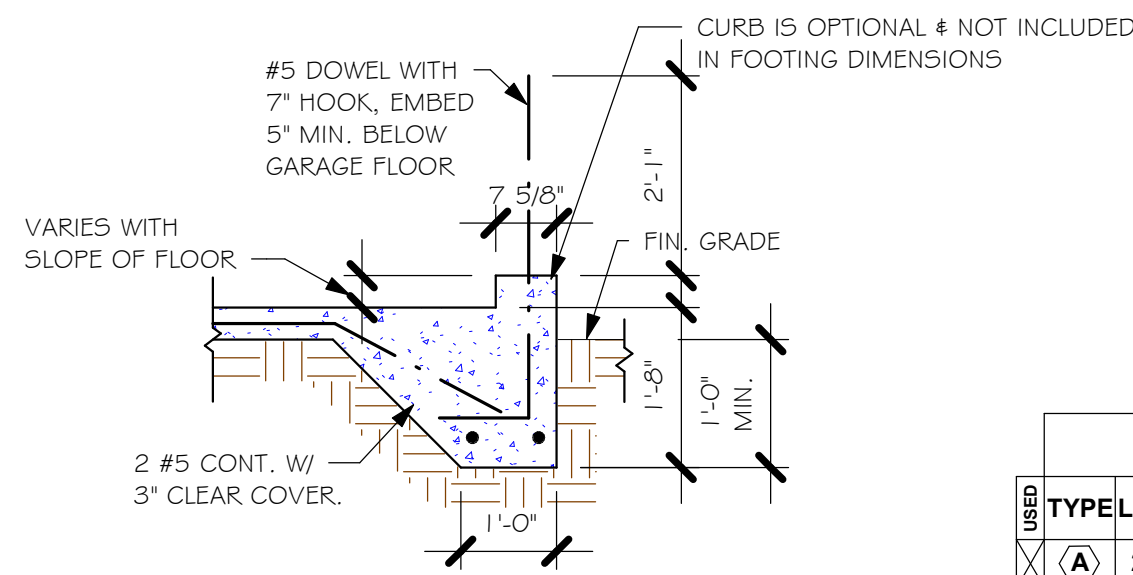 CURB IS OPTIONAL & NOT INCLUDED
IN FOOTING DIMENSIONS
#5 DOWEL WITH
7" HOOK, EMBED
5" MIN. BELOW
GARAGE FLOOR
2'-1"
7 5/8"
VARIES WITH
SLOPE OF FLOOR
FIN. GRADE
1'-8"
1'-0"
MIN.
2 #5 CONT. W/
3" CLEAR COVER.
1'-0"
USED TYPE
A